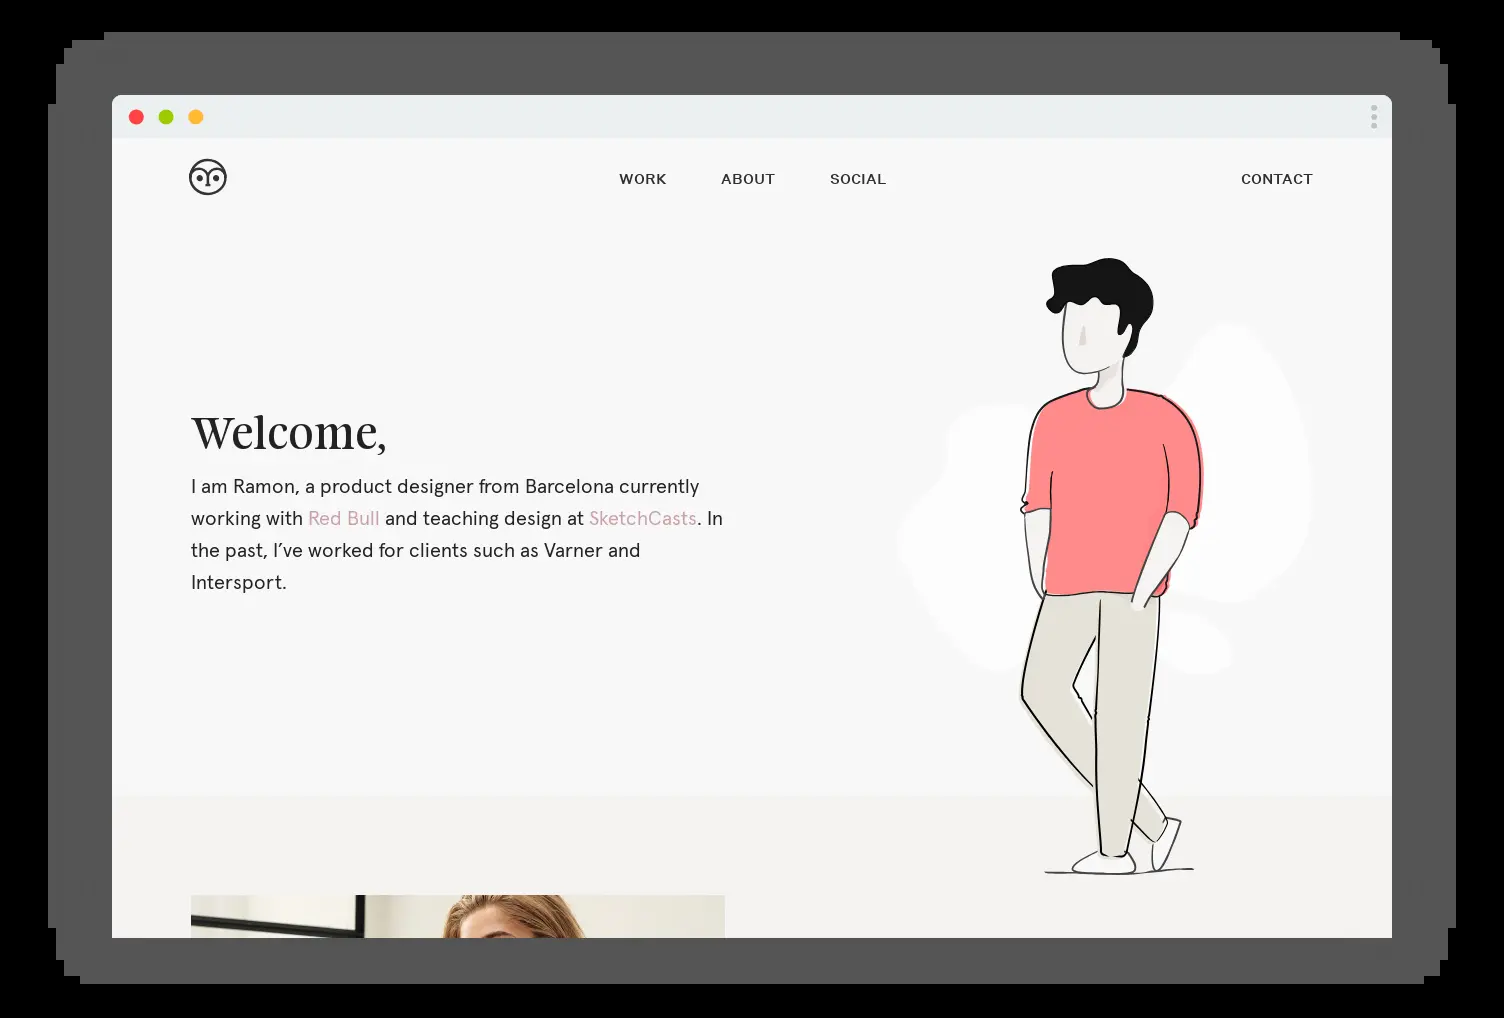 WORK ABOUT SOCIAL CONTACT
Welcome,
I am Ramon, a product designer from Barcelona currently
working with Red Bull and teaching design at SketchCasts. In
the past, I’ve worked for clients such as Varner and
Intersport.